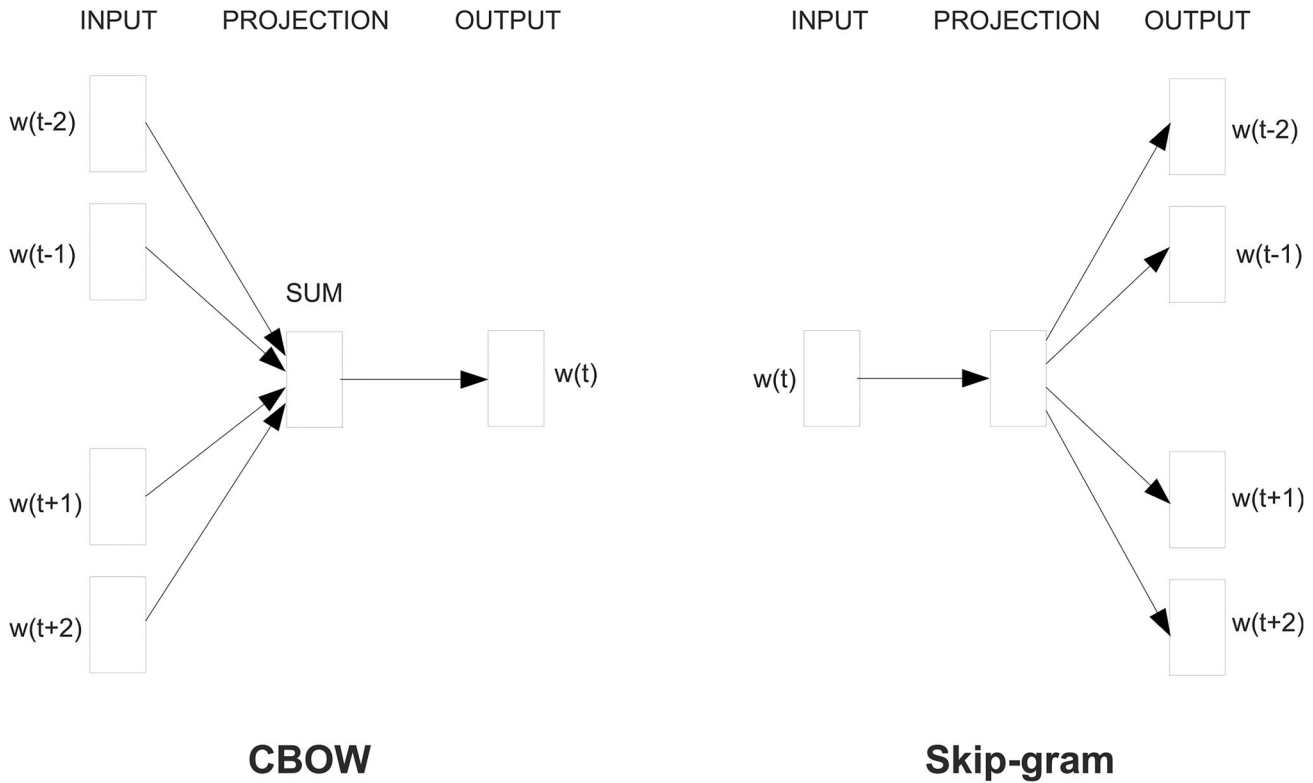 INPUT PROJECTION OUTPUT
w(t-2)
w(t-1)
SUM
w(t)
w(t+1)
w(t+2)
CBOW
INPUT PROJECTION OUTPUT
w(t-2)
w(t-1)
w(t)
w(t+1)
w(t+2)
Skip-gram